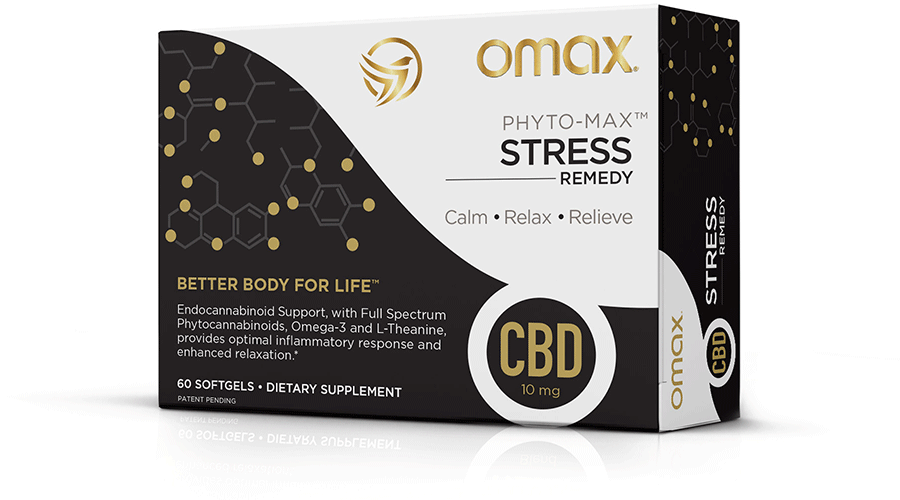 omax®
PHYTO-MAX™
STRESS
REMEDY
Calm • Relax • Relieve
BETTER BODY FOR LIFE™
Endocannabinoid Support, with Full Spectrum
Phytocannabinoids, Omega-3 and L-Theanine,
provides optimal inflammatory response and
enhanced relaxation.*
60 SOFTGELS • DIETARY SUPPLEMENT
PATENT PENDING
CBD
10 mg
STRESS
REMEDY
omax®
CBD